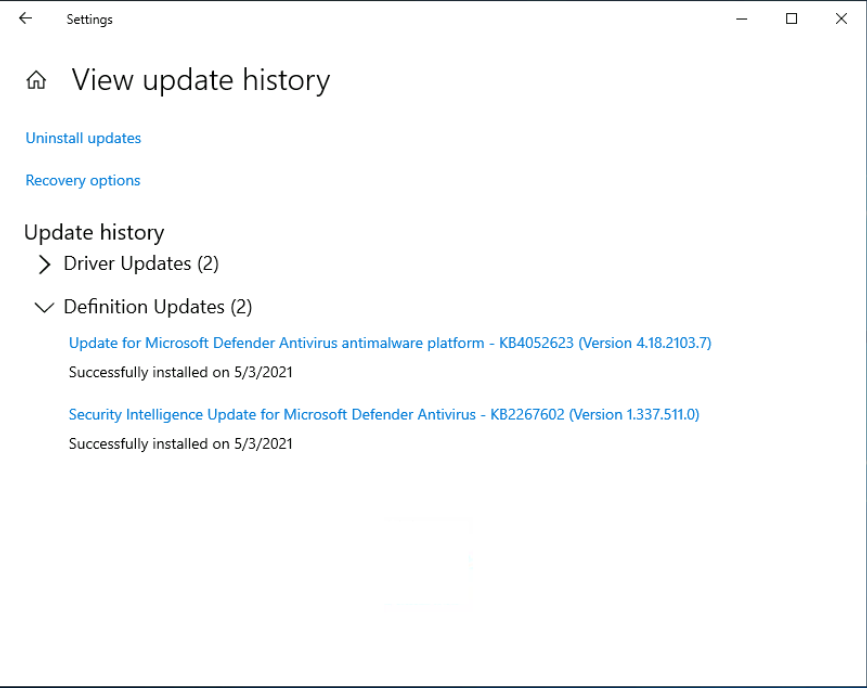 Settings
View update history
Uninstall updates
Recovery options
Update history
Driver Updates (2)
Definition Updates (2)
Update for Microsoft Defender Antivirus antimalware platform - KB4052623 (Version 4.18.2103.7)
Successfully installed on 5/3/2021
Security Intelligence Update for Microsoft Defender Antivirus - KB2267602 (Version 1.337.511.0)
Successfully installed on 5/3/2021